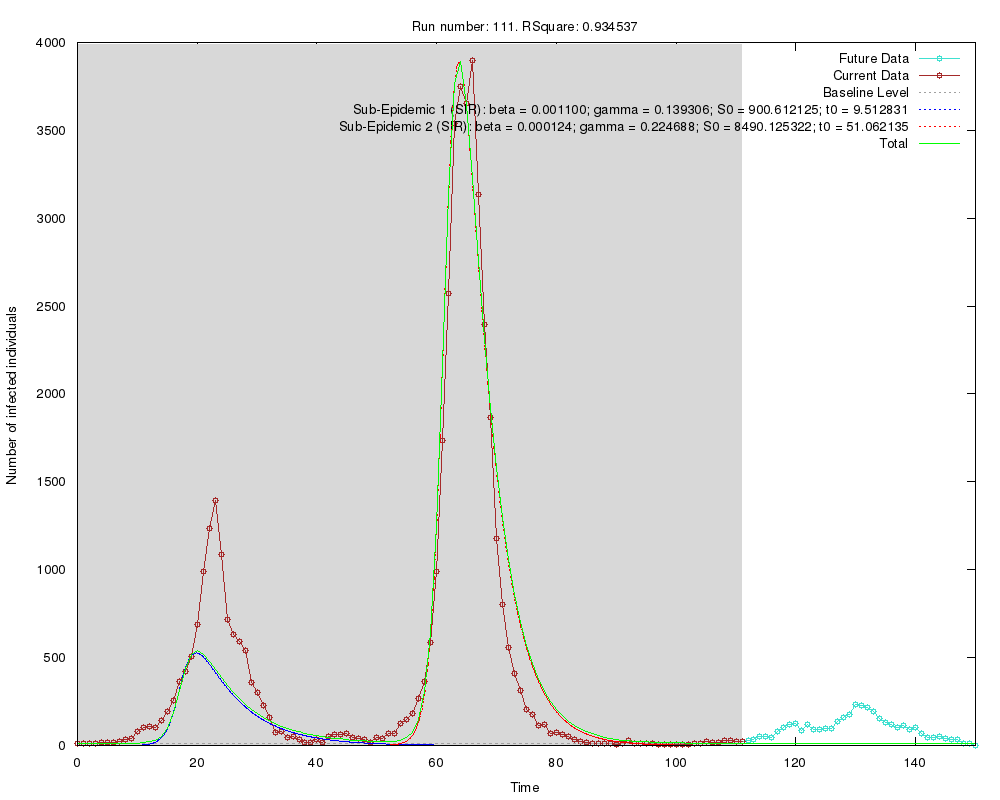 Run number: 111. RSquare: 0.934537
Future Data
Current Data
Baseline Level
Sub-Epidemic 1 (SIR): beta = 0.001100; gamma = 0.139306; S0 = 900.612125; t0 = 9.512831
Sub-Epidemic 2 (SIR): beta = 0.000124; gamma = 0.224688; S0 = 8490.125322; t0 = 51.062135
Total
4000
3500
3000
2500
2000
1500
1000
500
0
Number of infected individuals
0 20 40 60 80 100 120 140
Time